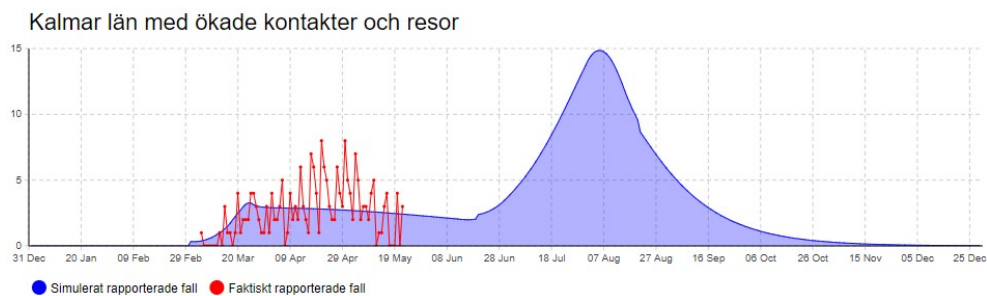 Kalmar län med ökade kontakter och resor
15
10
5
0
31 Dec 20 Jan 09 Feb 29 Feb 20 Mar 09 Apr 29 Apr 19 May 08 Jun 28 Jun 18 Jul 07 Aug 27 Aug 16 Sep 06 Oct 26 Oct 15 Nov 05 Dec 25 Dec
Simulerat rapporterade fall Faktiskt rapporterade fall